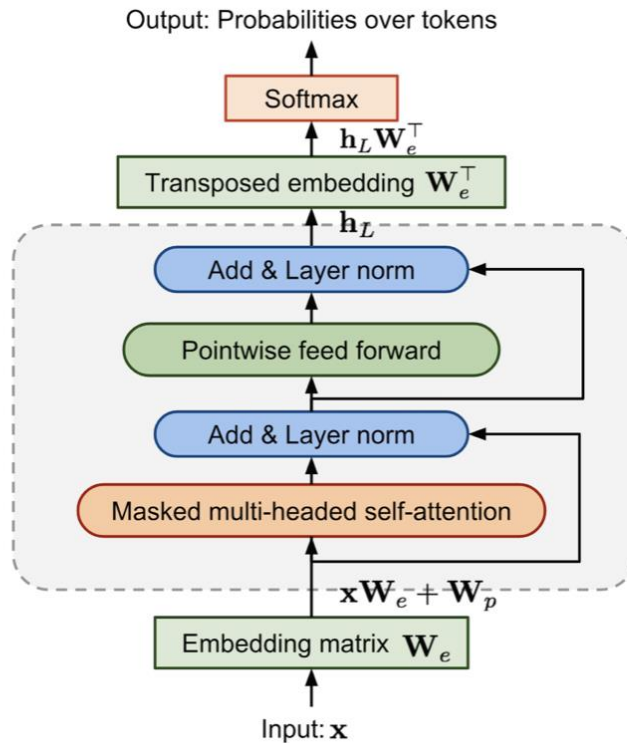 Output: Probabilities over tokens
Softmax
h_L W_e^⊤
Transposed embedding W_e^⊤
h_L
Add & Layer norm
Pointwise feed forward
Add & Layer norm
Masked multi-headed self-attention
xW_e + W_p
Embedding matrix W_e
Input: x